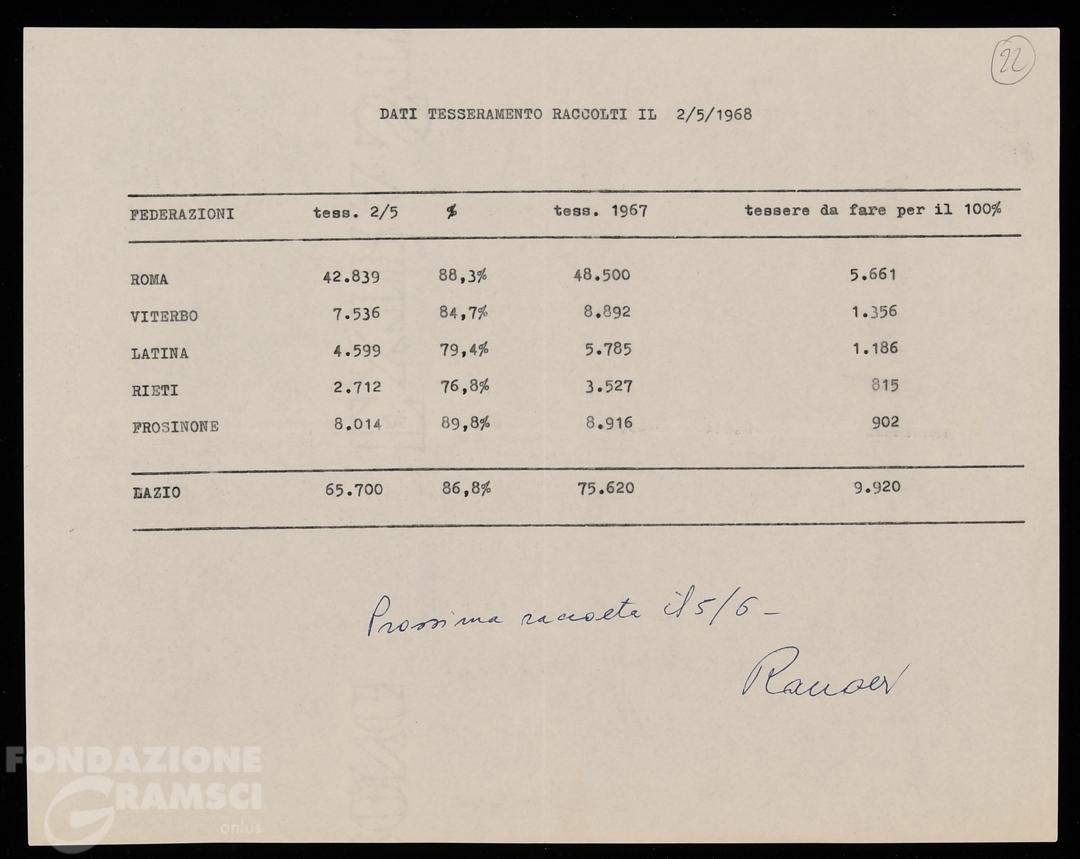 22
DATI TESSERAMENTO RACCOLTI IL 2/5/1968
FEDERAZIONI tess. 2/5 % tess. 1967 tessere da fare per il 100%
ROMA 42.839 88,3% 48.500 5.661
VITERBO 7.536 84,7% 8.892 1.356
LATINA 4.599 79,4% 5.785 1.186
RIETI 2.712 76,8% 3.527 815
FROSINONE 8.014 89,8% 8.916 902
LAZIO 65.700 86,8% 75.620 9.920
Prossima raccolta il 5/6 -
FONDAZIONE
GRAMSCI
onlus